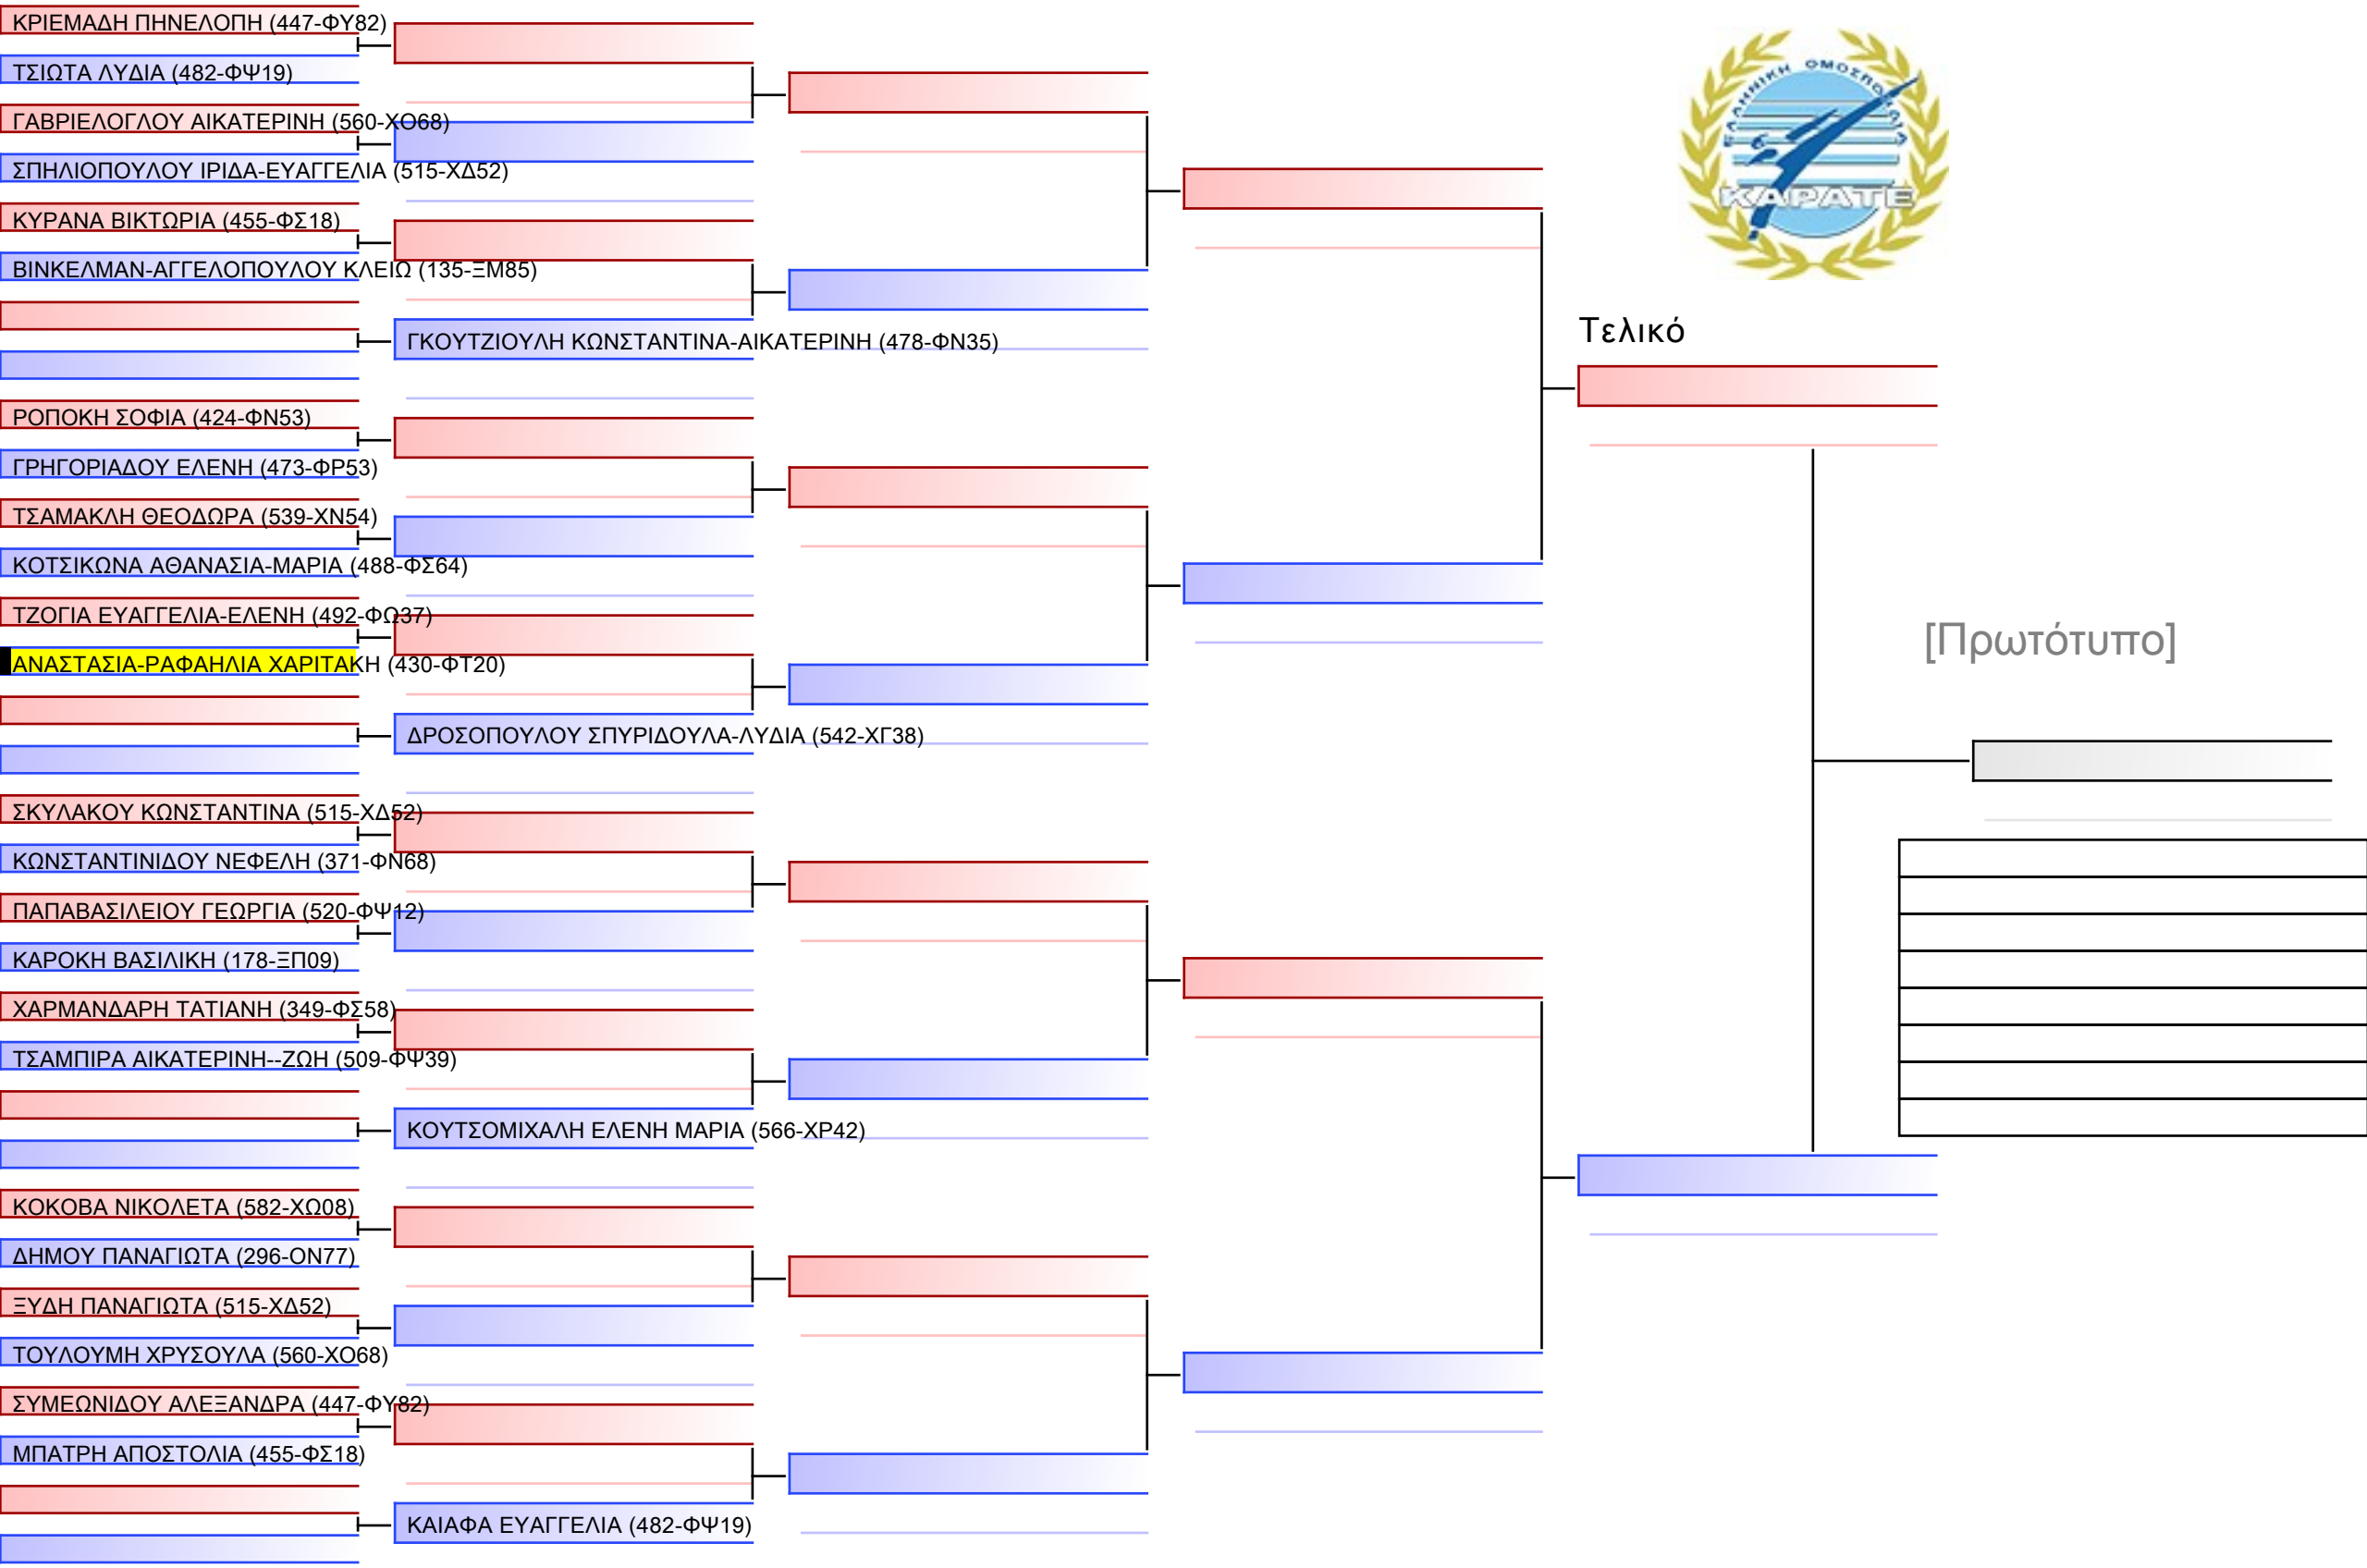 ΚΡΙΕΜΑΔΗ ΠΗΝΕΛΟΠΗ (447-ΦΥ82)
ΤΣΙΩΤΑ ΛΥΔΙΑ (482-ΦΨ19)
ΓΑΒΡΙΕΛΟΓΛΟΥ ΑΙΚΑΤΕΡΙΝΗ (560-ΧΟ68)
ΣΠΗΛΙΟΠΟΥΛΟΥ ΙΡΙΔΑ-ΕΥΑΓΓΕΛΙΑ (515-ΧΔ52)
ΚΥΡΑΝΑ ΒΙΚΤΩΡΙΑ (455-ΦΣ18)
ΒΙΝΚΕΛΜΑΝ-ΑΓΓΕΛΟΠΟΥΛΟΥ ΚΛΕΙΩ (135-ΞΜ85)
ΓΚΟΥΤΖΙΟΥΛΗ ΚΩΝΣΤΑΝΤΙΝΑ-ΑΙΚΑΤΕΡΙΝΗ (478-ΦΝ35)
ΡΟΠΟΚΗ ΣΟΦΙΑ (424-ΦΝ53)
ΓΡΗΓΟΡΙΑΔΟΥ ΕΛΕΝΗ (473-ΦΡ53)
ΤΣΑΜΑΚΛΗ ΘΕΟΔΩΡΑ (539-ΧΝ54)
ΚΟΤΣΙΚΩΝΑ ΑΘΑΝΑΣΙΑ-ΜΑΡΙΑ (488-ΦΣ64)
ΤΖΟΓΙΑ ΕΥΑΓΓΕΛΙΑ-ΕΛΕΝΗ (492-ΦΩ37)
ΑΝΑΣΤΑΣΙΑ-ΡΑΦΑΗΛΙΑ ΧΑΡΙΤΑΚΗ (430-ΦΤ20)
ΔΡΟΣΟΠΟΥΛΟΥ ΣΠΥΡΙΔΟΥΛΑ-ΛΥΔΙΑ (542-ΧΓ38)
ΣΚΥΛΑΚΟΥ ΚΩΝΣΤΑΝΤΙΝΑ (515-ΧΔ52)
ΚΩΝΣΤΑΝΤΙΝΙΔΟΥ ΝΕΦΕΛΗ (371-ΦΝ68)
ΠΑΠΑΒΑΣΙΛΕΙΟΥ ΓΕΩΡΓΙΑ (520-ΦΨ12)
ΚΑΡΟΚΗ ΒΑΣΙΛΙΚΗ (178-ΞΠ09)
ΧΑΡΜΑΝΔΑΡΗ ΤΑΤΙΑΝΗ (349-ΦΣ58)
ΤΣΑΜΠΙΡΑ ΑΙΚΑΤΕΡΙΝΗ--ΖΩΗ (509-ΦΨ39)
ΚΟΥΤΣΟΜΙΧΑΛΗ ΕΛΕΝΗ ΜΑΡΙΑ (566-ΧΡ42)
ΚΟΚΟΒΑ ΝΙΚΟΛΕΤΑ (582-ΧΩ08)
ΔΗΜΟΥ ΠΑΝΑΓΙΩΤΑ (296-ΟΝ77)
ΞΥΔΗ ΠΑΝΑΓΙΩΤΑ (515-ΧΔ52)
ΤΟΥΛΟΥΜΗ ΧΡΥΣΟΥΛΑ (560-ΧΟ68)
ΣΥΜΕΩΝΙΔΟΥ ΑΛΕΞΑΝΔΡΑ (447-ΦΥ82)
ΜΠΑΤΡΗ ΑΠΟΣΤΟΛΙΑ (455-ΦΣ18)
ΚΑΙΑΦΑ ΕΥΑΓΓΕΛΙΑ (482-ΦΨ19)
ΕΛΛΗΝΙΚΗ ΟΜΟΣΠΟΝΔΙΑ
ΚΑΡΑΤΕ
Τελικό
[Πρωτότυπο]